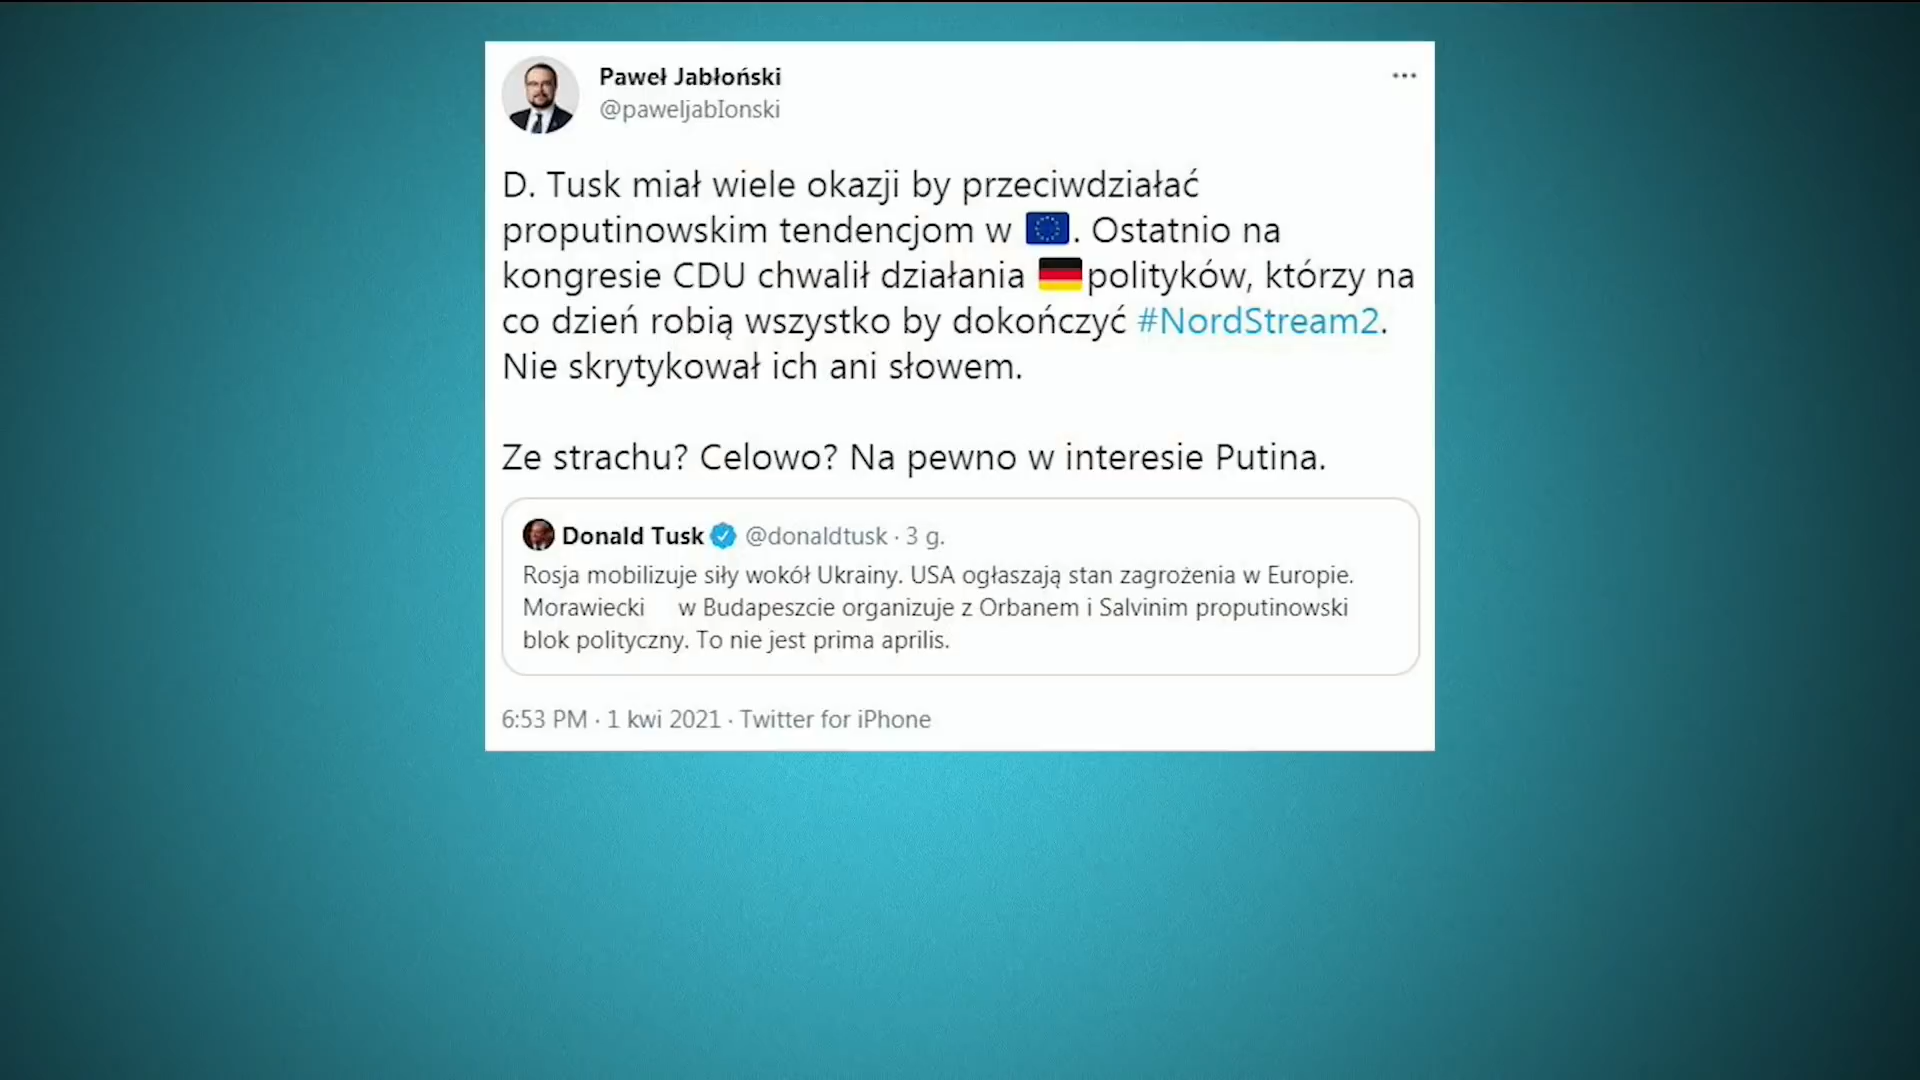 Paweł Jabłoński
@paweljabIonski
D. Tusk miał wiele okazji by przeciwdziałać
proputinowskim tendencjom w 🇪🇺. Ostatnio na
kongresie CDU chwalił działania 🇩🇪polityków, którzy na
co dzień robią wszystko by dokończyć #NordStream2.
Nie skrytykował ich ani słowem.
Ze strachu? Celowo? Na pewno w interesie Putina.
Donald Tusk @donaldtusk · 3 g.
Rosja mobilizuje siły wokół Ukrainy. USA ogłaszają stan zagrożenia w Europie.
Morawiecki w Budapeszcie organizuje z Orbanem i Salvinim proputinowski
blok polityczny. To nie jest prima aprilis.
6:53 PM · 1 kwi 2021 · Twitter for iPhone